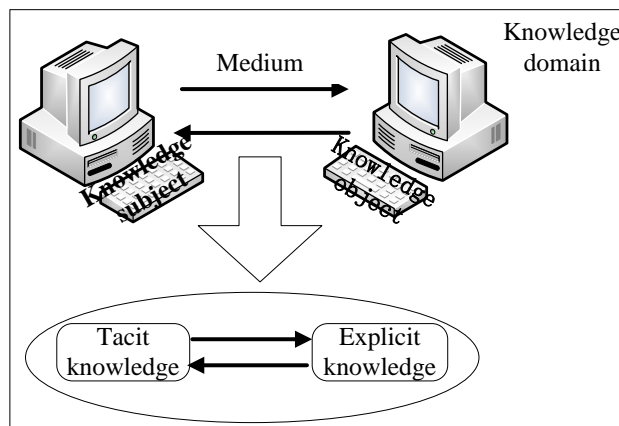 Knowledge
domain
Medium
Knowledge
subject
Knowledge
object
Tacit
knowledge
Explicit
knowledge